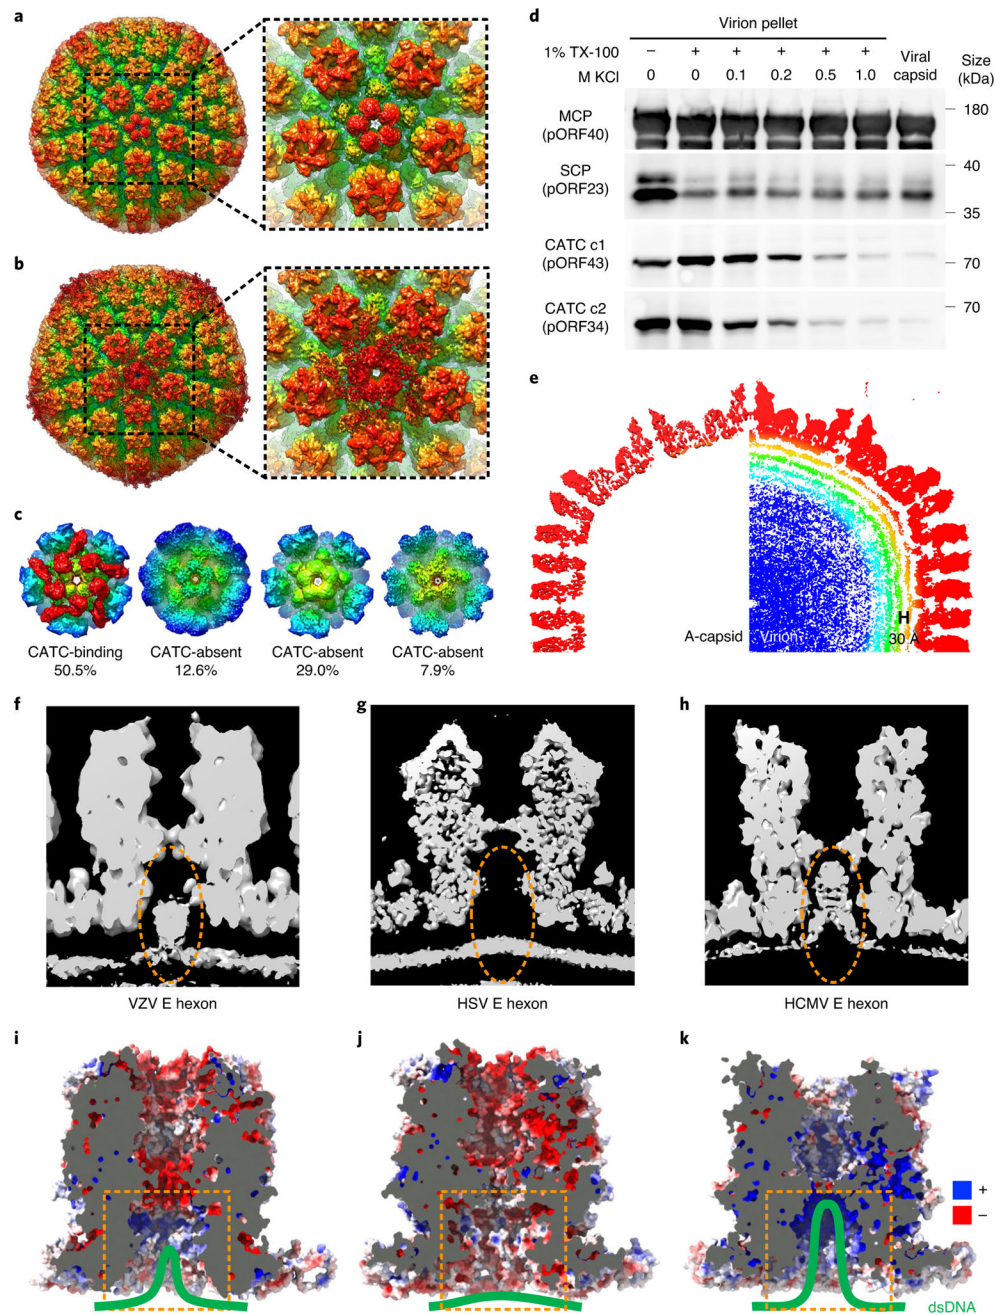 a
b
c
CATC-binding
50.5%
CATC-absent
12.6%
CATC-absent
29.0%
CATC-absent
7.9%
d
Virion pellet
1% TX-100 – + + + + +
M KCl 0 0 0.1 0.2 0.5 1.0
Viral
capsid
Size
(kDa)
MCP
(pORF40)
180
SCP
(pORF23)
40
35
CATC c1
(pORF43)
70
CATC c2
(pORF34)
70
e
A-capsid
Virion
H
30 Å
f
VZV E hexon
g
HSV E hexon
h
HCMV E hexon
i
j
k
+
–
dsDNA